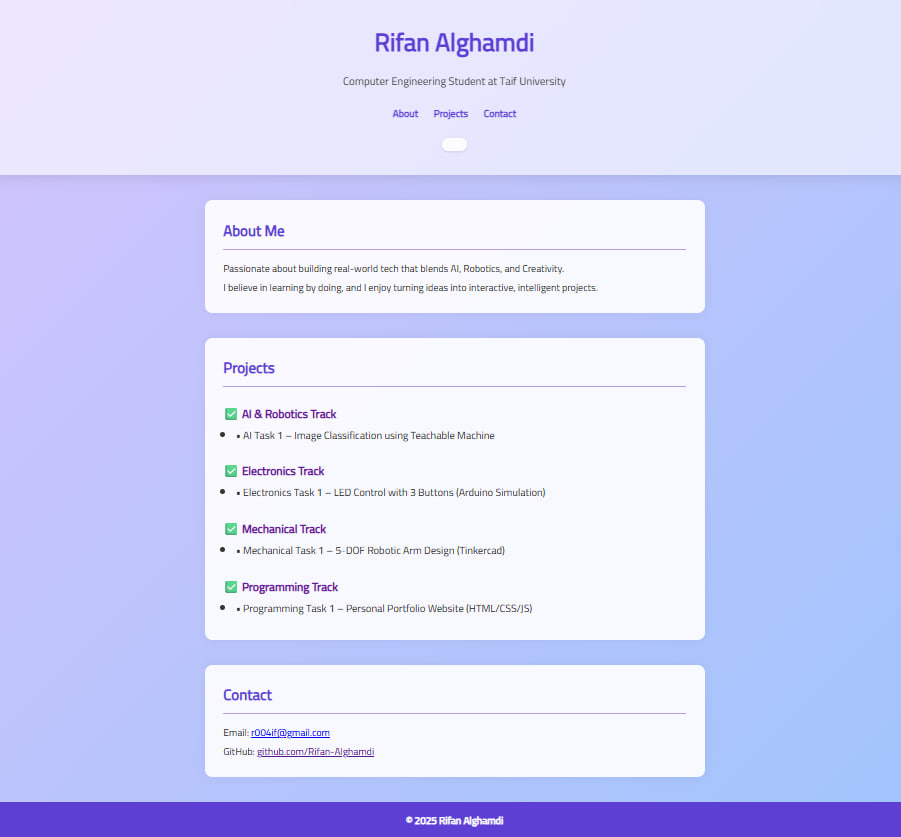 Rifan Alghamdi
Computer Engineering Student at Taif University
About Projects Contact
About Me
Passionate about building real-world tech that blends AI, Robotics, and Creativity.
I believe in learning by doing, and I enjoy turning ideas into interactive, intelligent projects.
Projects
✅ AI & Robotics Track
• ▪ AI Task 1 – Image Classification using Teachable Machine
✅ Electronics Track
• ▪ Electronics Task 1 – LED Control with 3 Buttons (Arduino Simulation)
✅ Mechanical Track
• ▪ Mechanical Task 1 – 5-DOF Robotic Arm Design (Tinkercad)
✅ Programming Track
• ▪ Programming Task 1 – Personal Portfolio Website (HTML/CSS/JS)
Contact
Email: r004if@gmail.com
GitHub: github.com/Rifan-Alghamdi
© 2025 Rifan Alghamdi